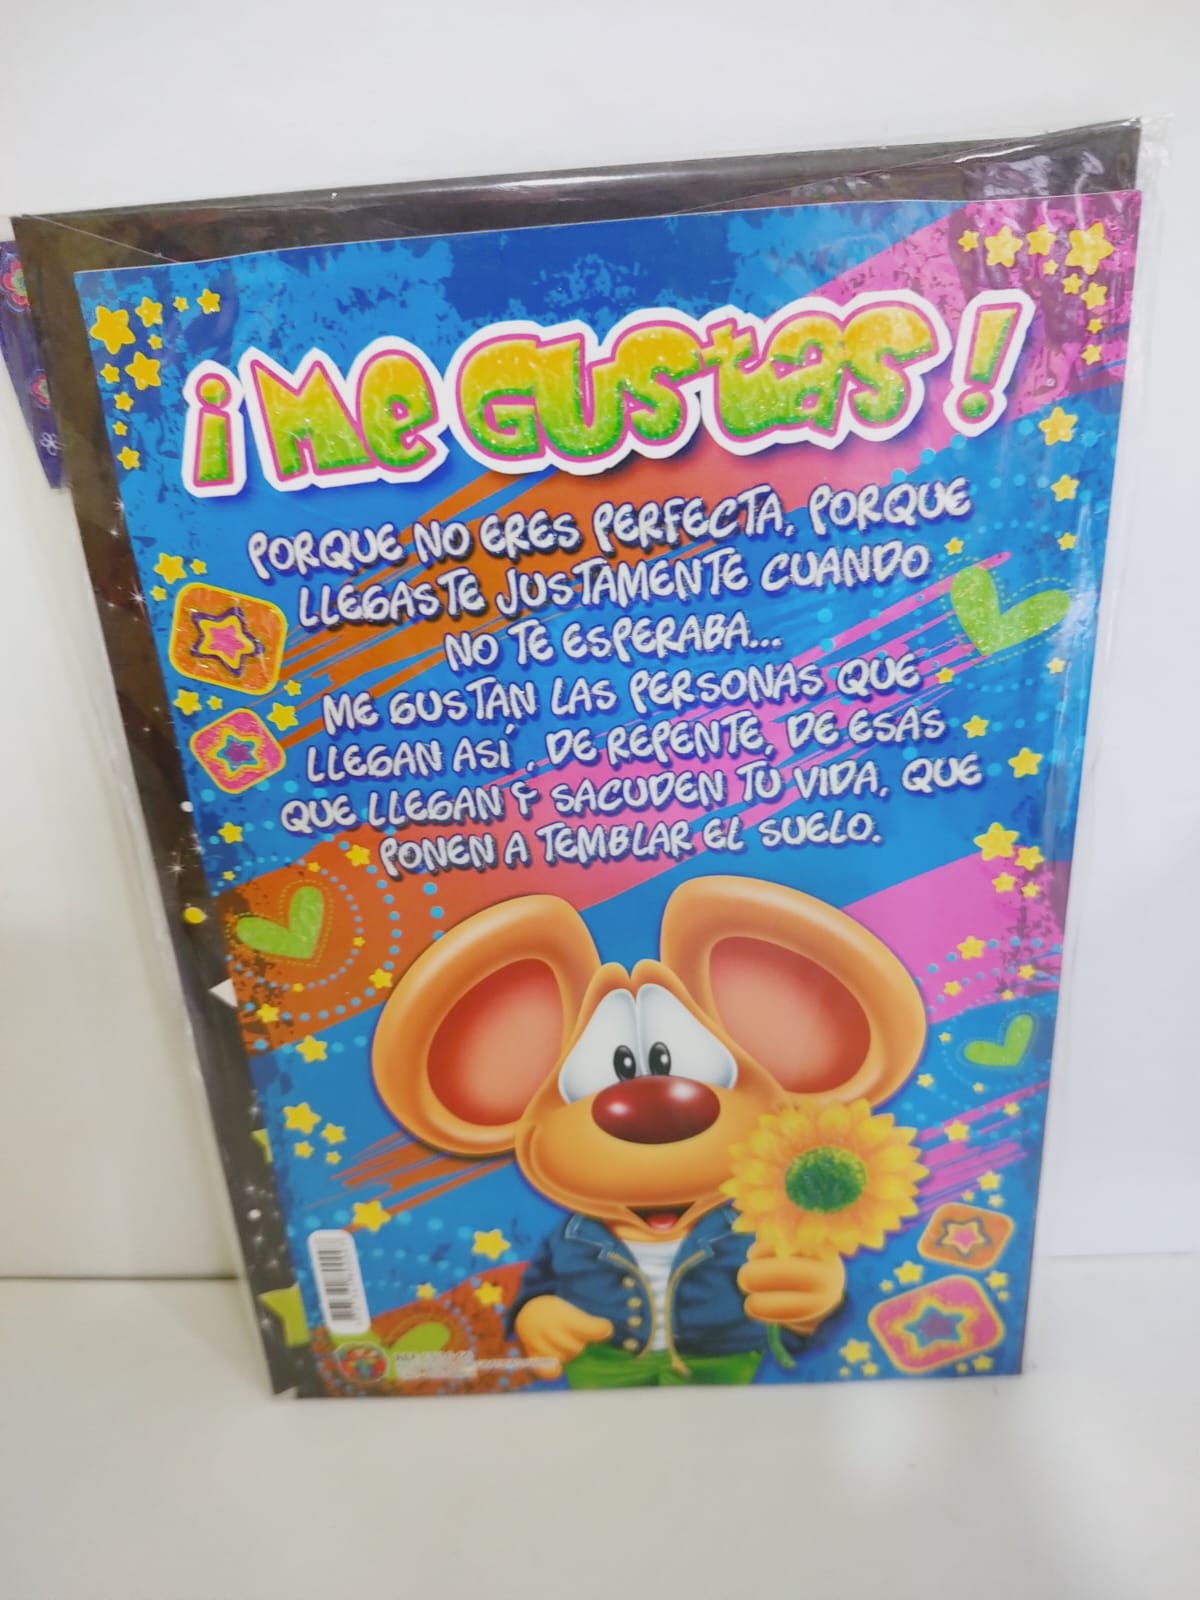 ¡Me GUStas!
PORQUE NO ERES PERFECTA, PORQUE
LLEGASTE JUSTAMENTE CUANDO
NO TE ESPERABA...
ME GUSTAN LAS PERSONAS QUE
LLEGAN ASÍ, DE REPENTE, DE ESAS
QUE LLEGAN Y SACUDEN TU VIDA, QUE
PONEN A TEMBLAR EL SUELO.